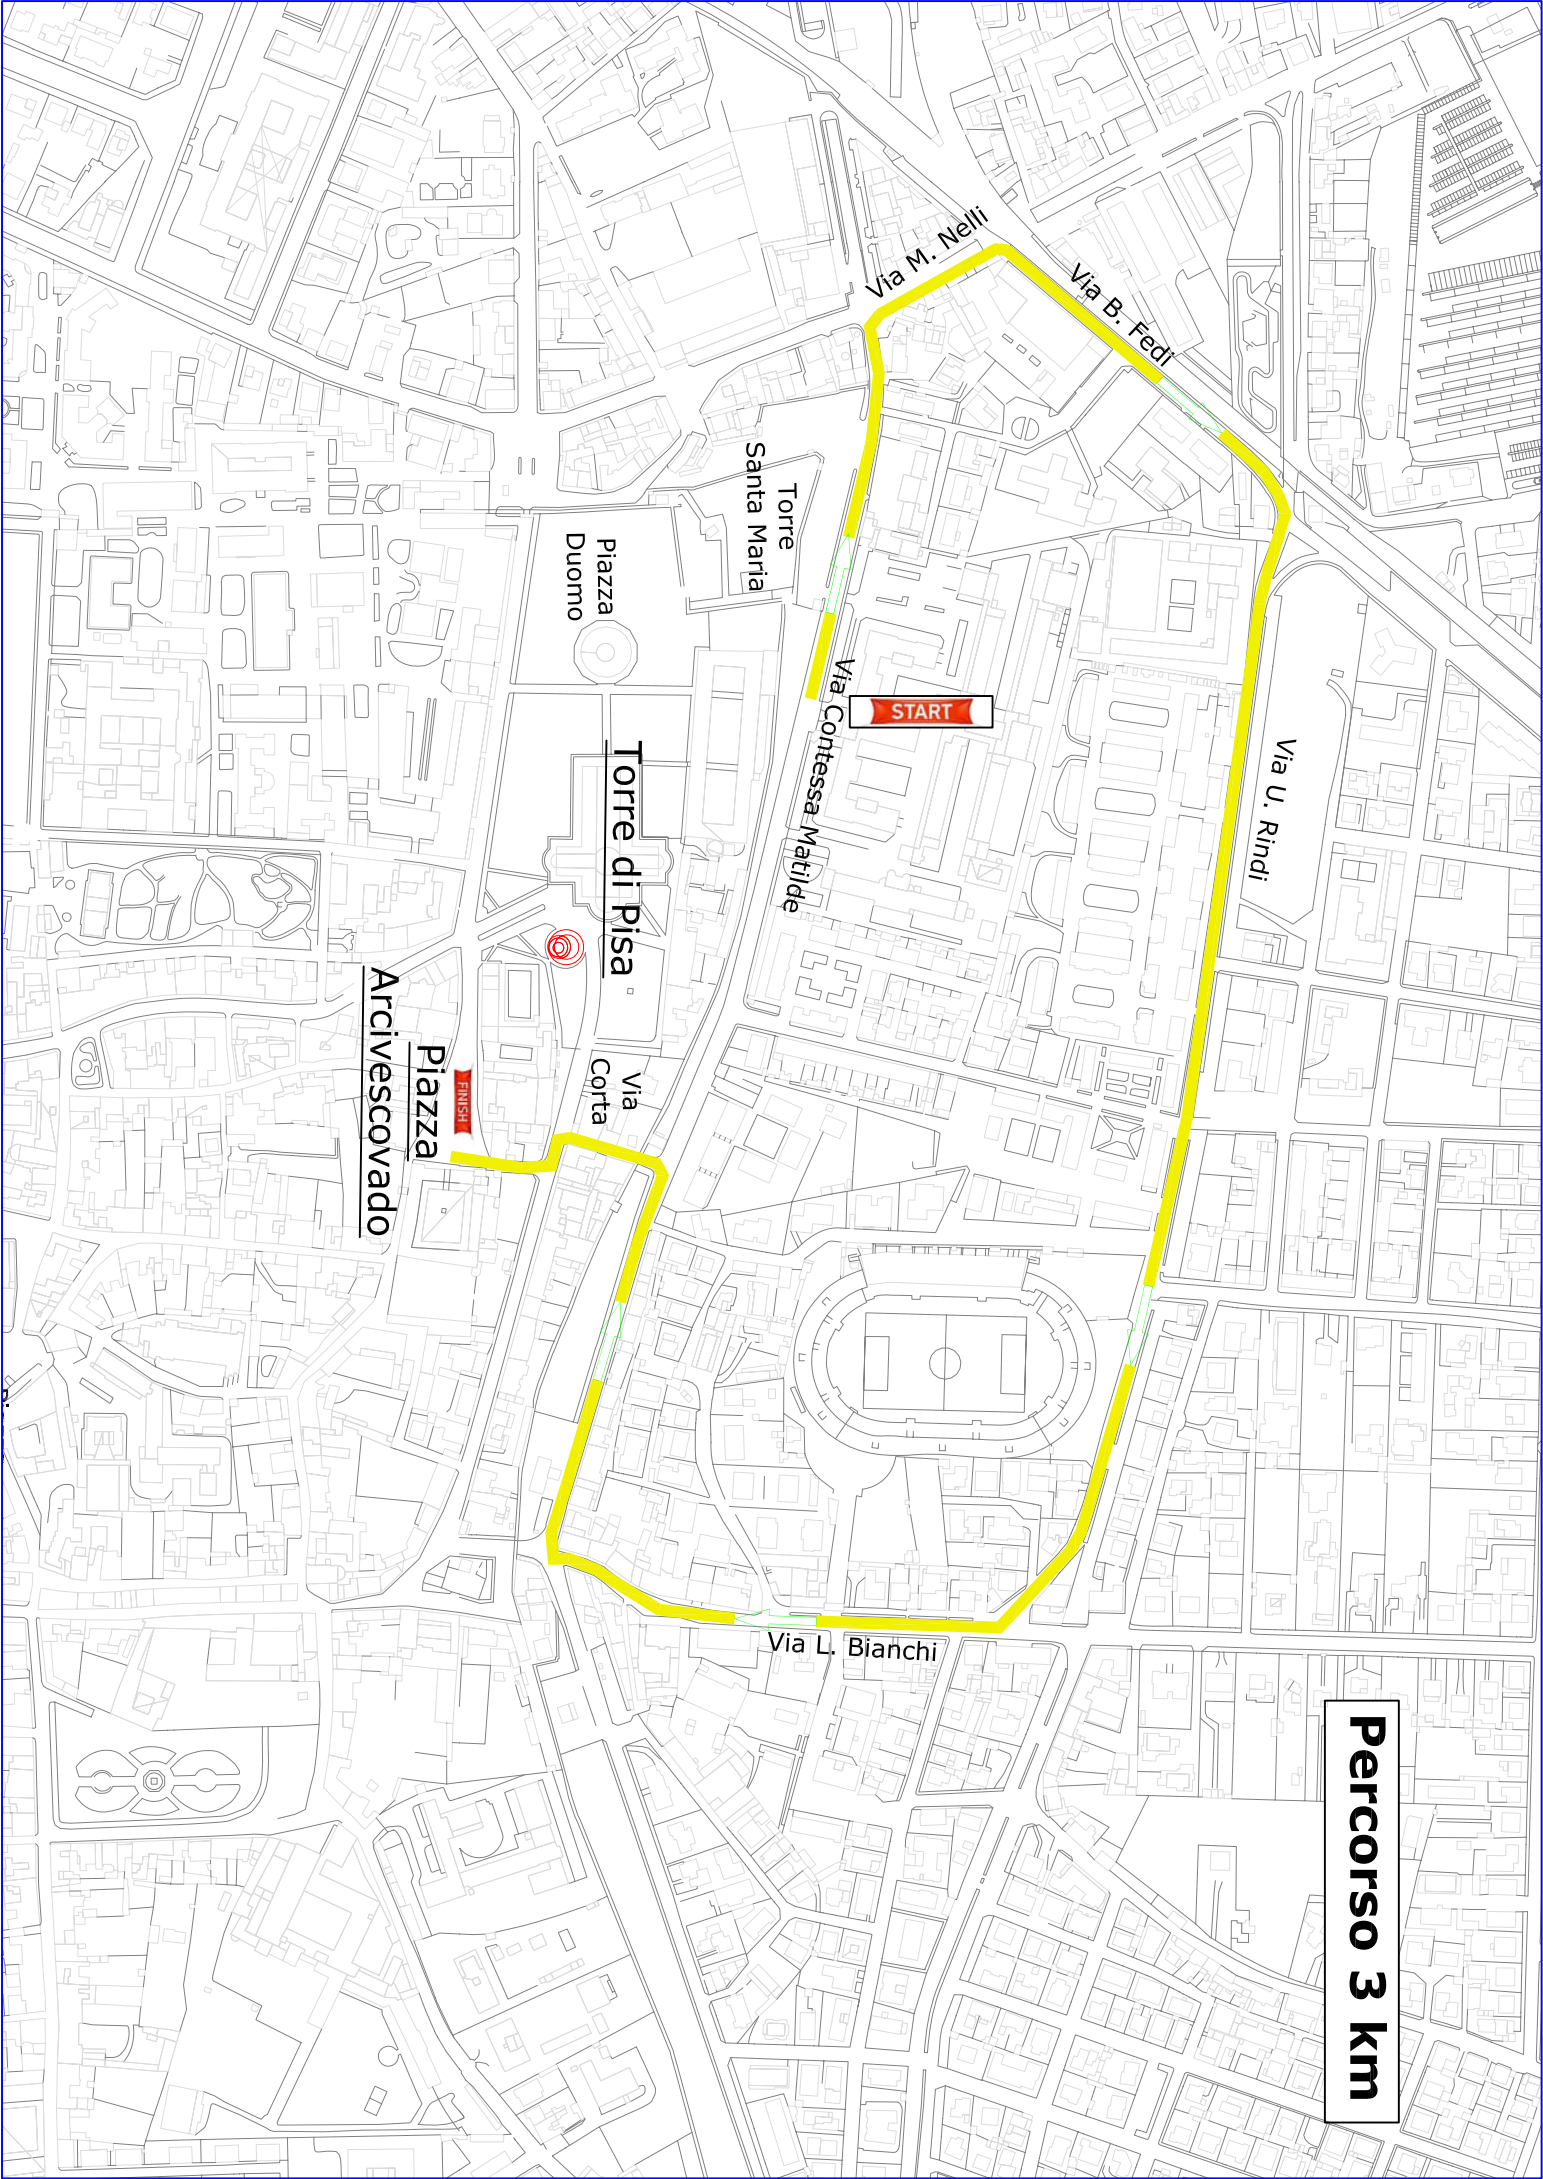 Percorso 3 km
Via M. Nelli
Via B. Fedi
Via U. Rindi
Torre
Santa Maria
Piazza
Duomo
START
Via Contessa Matilde
Torre di Pisa
Via
Corta
FINISH
Piazza
Arcivescovado
Via L. Bianchi